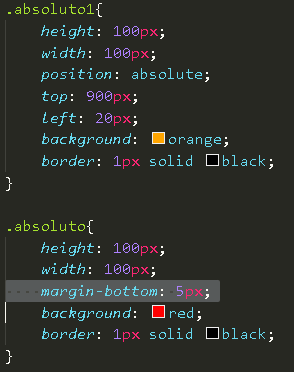 .absoluto1{
height: 100px;
width: 100px;
position: absolute;
top: 900px;
left: 20px;
background: orange;
border: 1px solid black;
}
.absoluto{
height: 100px;
width: 100px;
margin-bottom: 5px;
background: red;
border: 1px solid black;
}